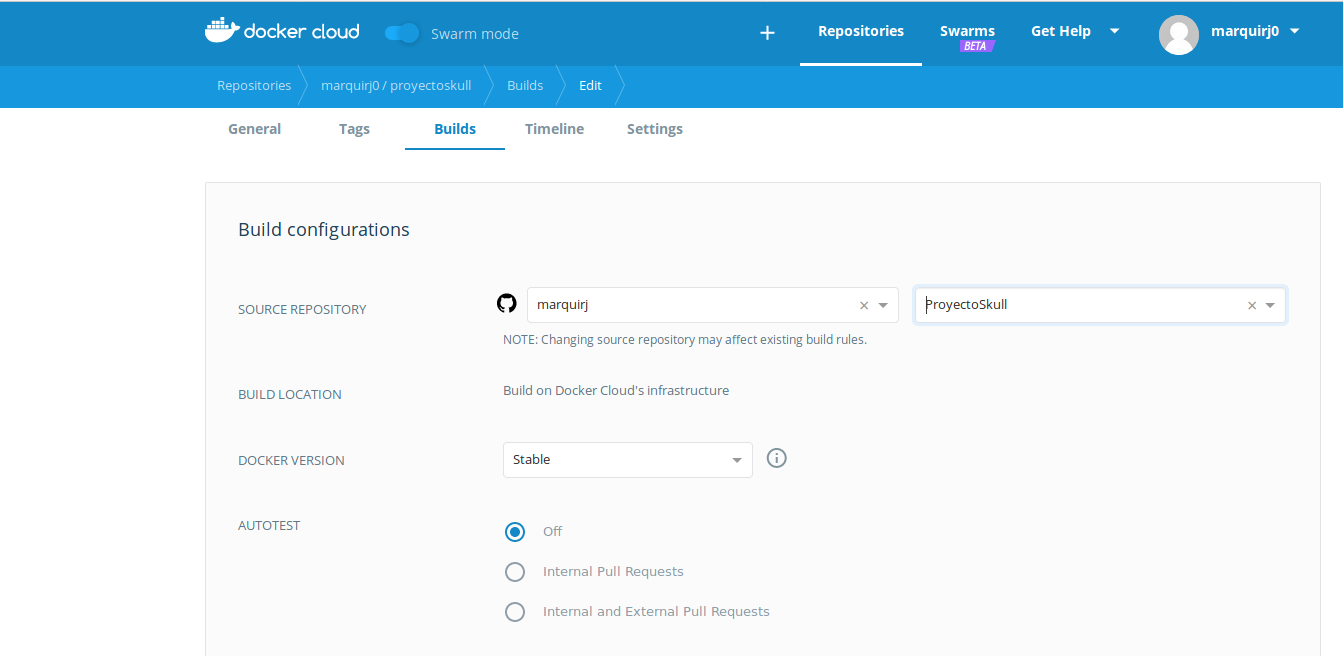 docker cloud Swarm mode + Repositories Swarms Get Help marquirj0
BETA
Repositories marquirj0 / proyectoskull Builds Edit
General Tags Builds Timeline Settings
Build configurations
SOURCE REPOSITORY marquirj × ProyectoSkull ×
NOTE: Changing source repository may affect existing build rules.
BUILD LOCATION Build on Docker Cloud's infrastructure
DOCKER VERSION Stable
AUTOTEST Off
Internal Pull Requests
Internal and External Pull Requests